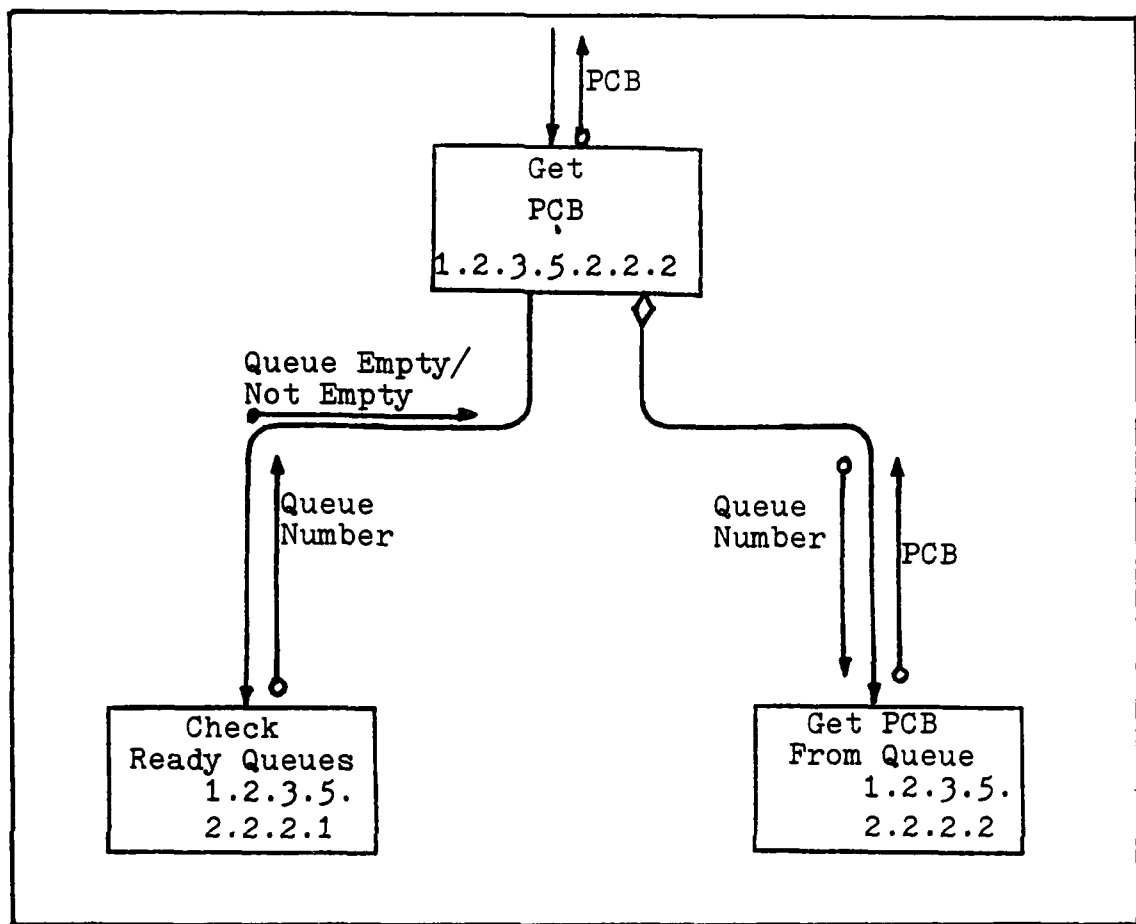 PCB
Get
PCB
1.2.3.5.2.2.2
Queue Empty/
Not Empty
Queue
Number
Queue
Number
PCB
Check
Ready Queues
1.2.3.5.
2.2.2.1
Get PCB
From Queue
1.2.3.5.
2.2.2.2